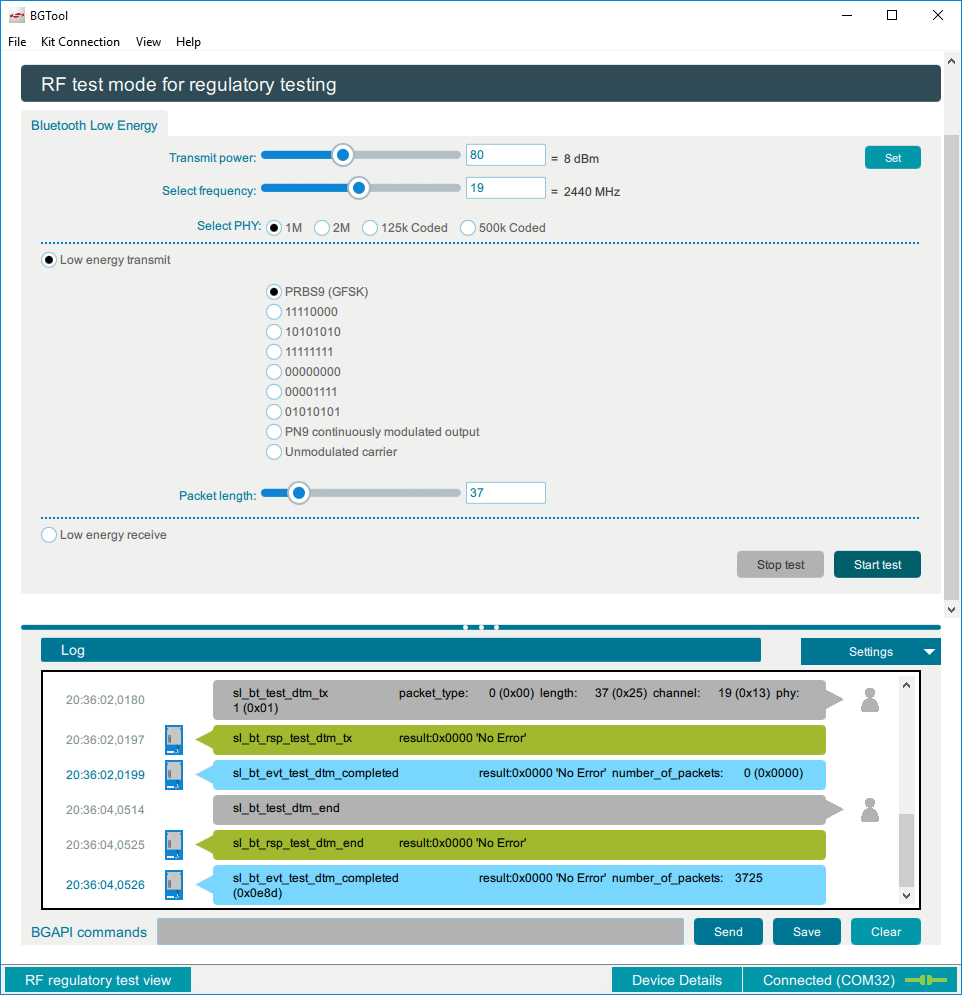 BGTool
File Kit Connection View Help
RF test mode for regulatory testing
Bluetooth Low Energy
Transmit power: 80 = 8 dBm Set
Select frequency: 19 = 2440 MHz
Select PHY: 1M 2M 125k Coded 500k Coded
Low energy transmit
PRBS9 (GFSK)
11110000
10101010
11111111
00000000
00001111
01010101
PN9 continuously modulated output
Unmodulated carrier
Packet length: 37
Low energy receive
Stop test Start test
Log Settings
20:36:02,0180 sl_bt_test_dtm_tx packet_type: 0 (0x00) length: 37 (0x25) channel: 19 (0x13) phy:
1 (0x01)
20:36:02,0197 sl_bt_rsp_test_dtm_tx result:0x0000 'No Error'
20:36:02,0199 sl_bt_evt_test_dtm_completed result:0x0000 'No Error' number_of_packets: 0 (0x0000)
20:36:04,0514 sl_bt_test_dtm_end
20:36:04,0525 sl_bt_rsp_test_dtm_end result:0x0000 'No Error'
20:36:04,0526 sl_bt_evt_test_dtm_completed result:0x0000 'No Error' number_of_packets: 3725
(0x0e8d)
BGAPI commands Send Save Clear
RF regulatory test view Device Details Connected (COM32)